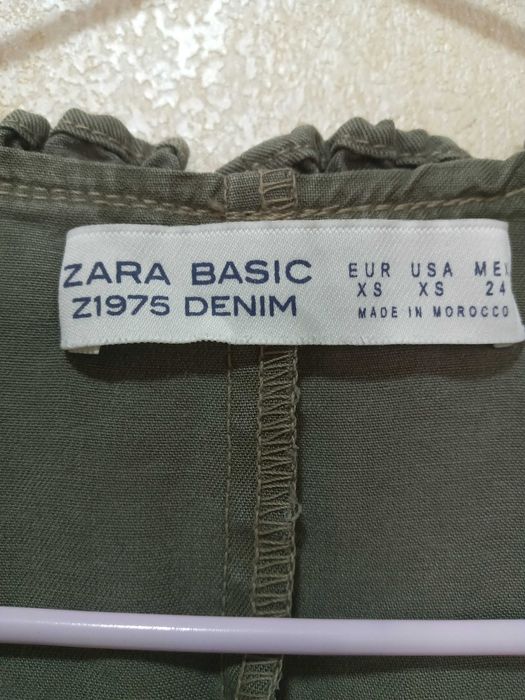 ZARA BASIC
Z1975 DENIM
EUR USA MEX
XS XS 24
MADE IN MOROCCO